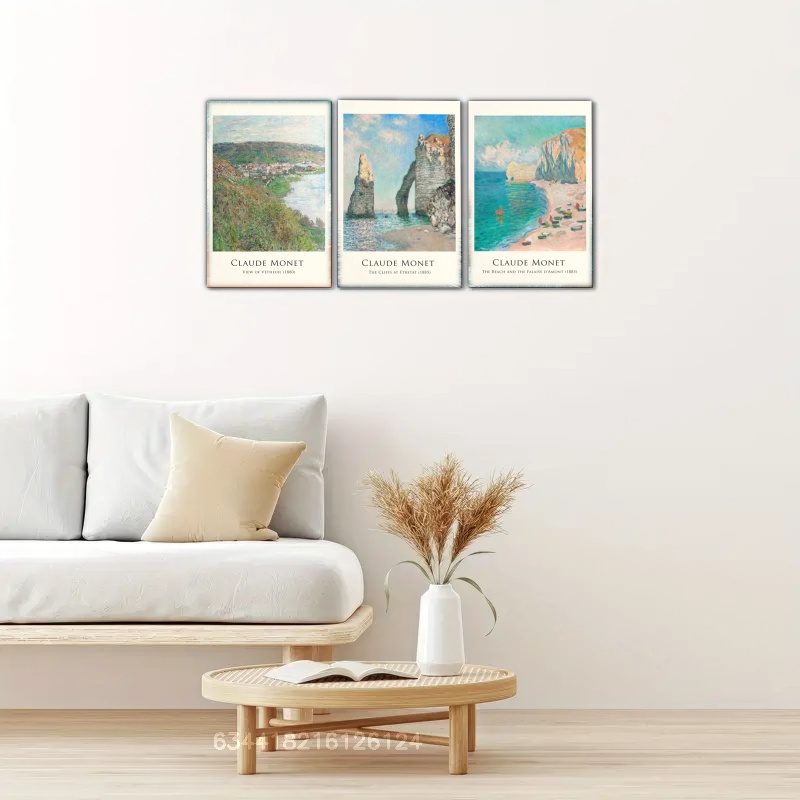 CLAUDE MONET
VIEW OF VÉTHEUIL (1880)
CLAUDE MONET
THE CLIFFS AT ETRETAT (1885)
CLAUDE MONET
THE BEACH AND THE FALAISE D'AMONT (1885)
634418216126124